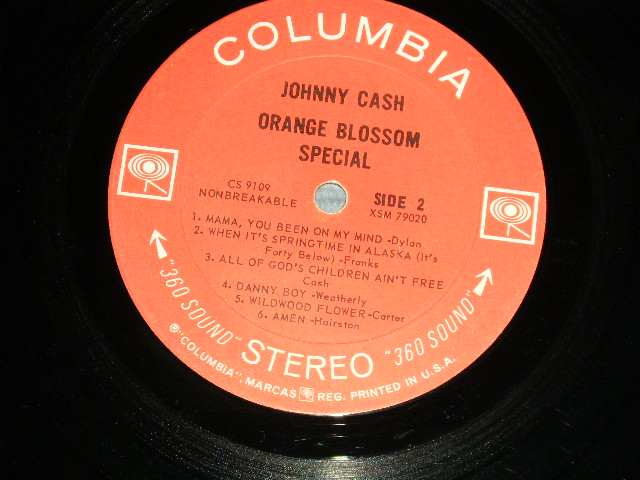 COLUMBIA
JOHNNY CASH
ORANGE BLOSSOM
SPECIAL
CS 9109
NONBREAKABLE
SIDE 2
XSM 79020
1. MAMA, YOU BEEN ON MY MIND -Dylan
2. WHEN IT'S SPRINGTIME IN ALASKA (It's
Forty Below) -Franks
3. ALL OF GOD'S CHILDREN AIN'T FREE
Cash
4. DANNY BOY -Weatherly
5. WILDWOOD FLOWER-Carter
6. AMEN -Hairston
"360 SOUND" STEREO "360 SOUND"
® "COLUMBIA", MARCAS REG. PRINTED IN U.S.A.